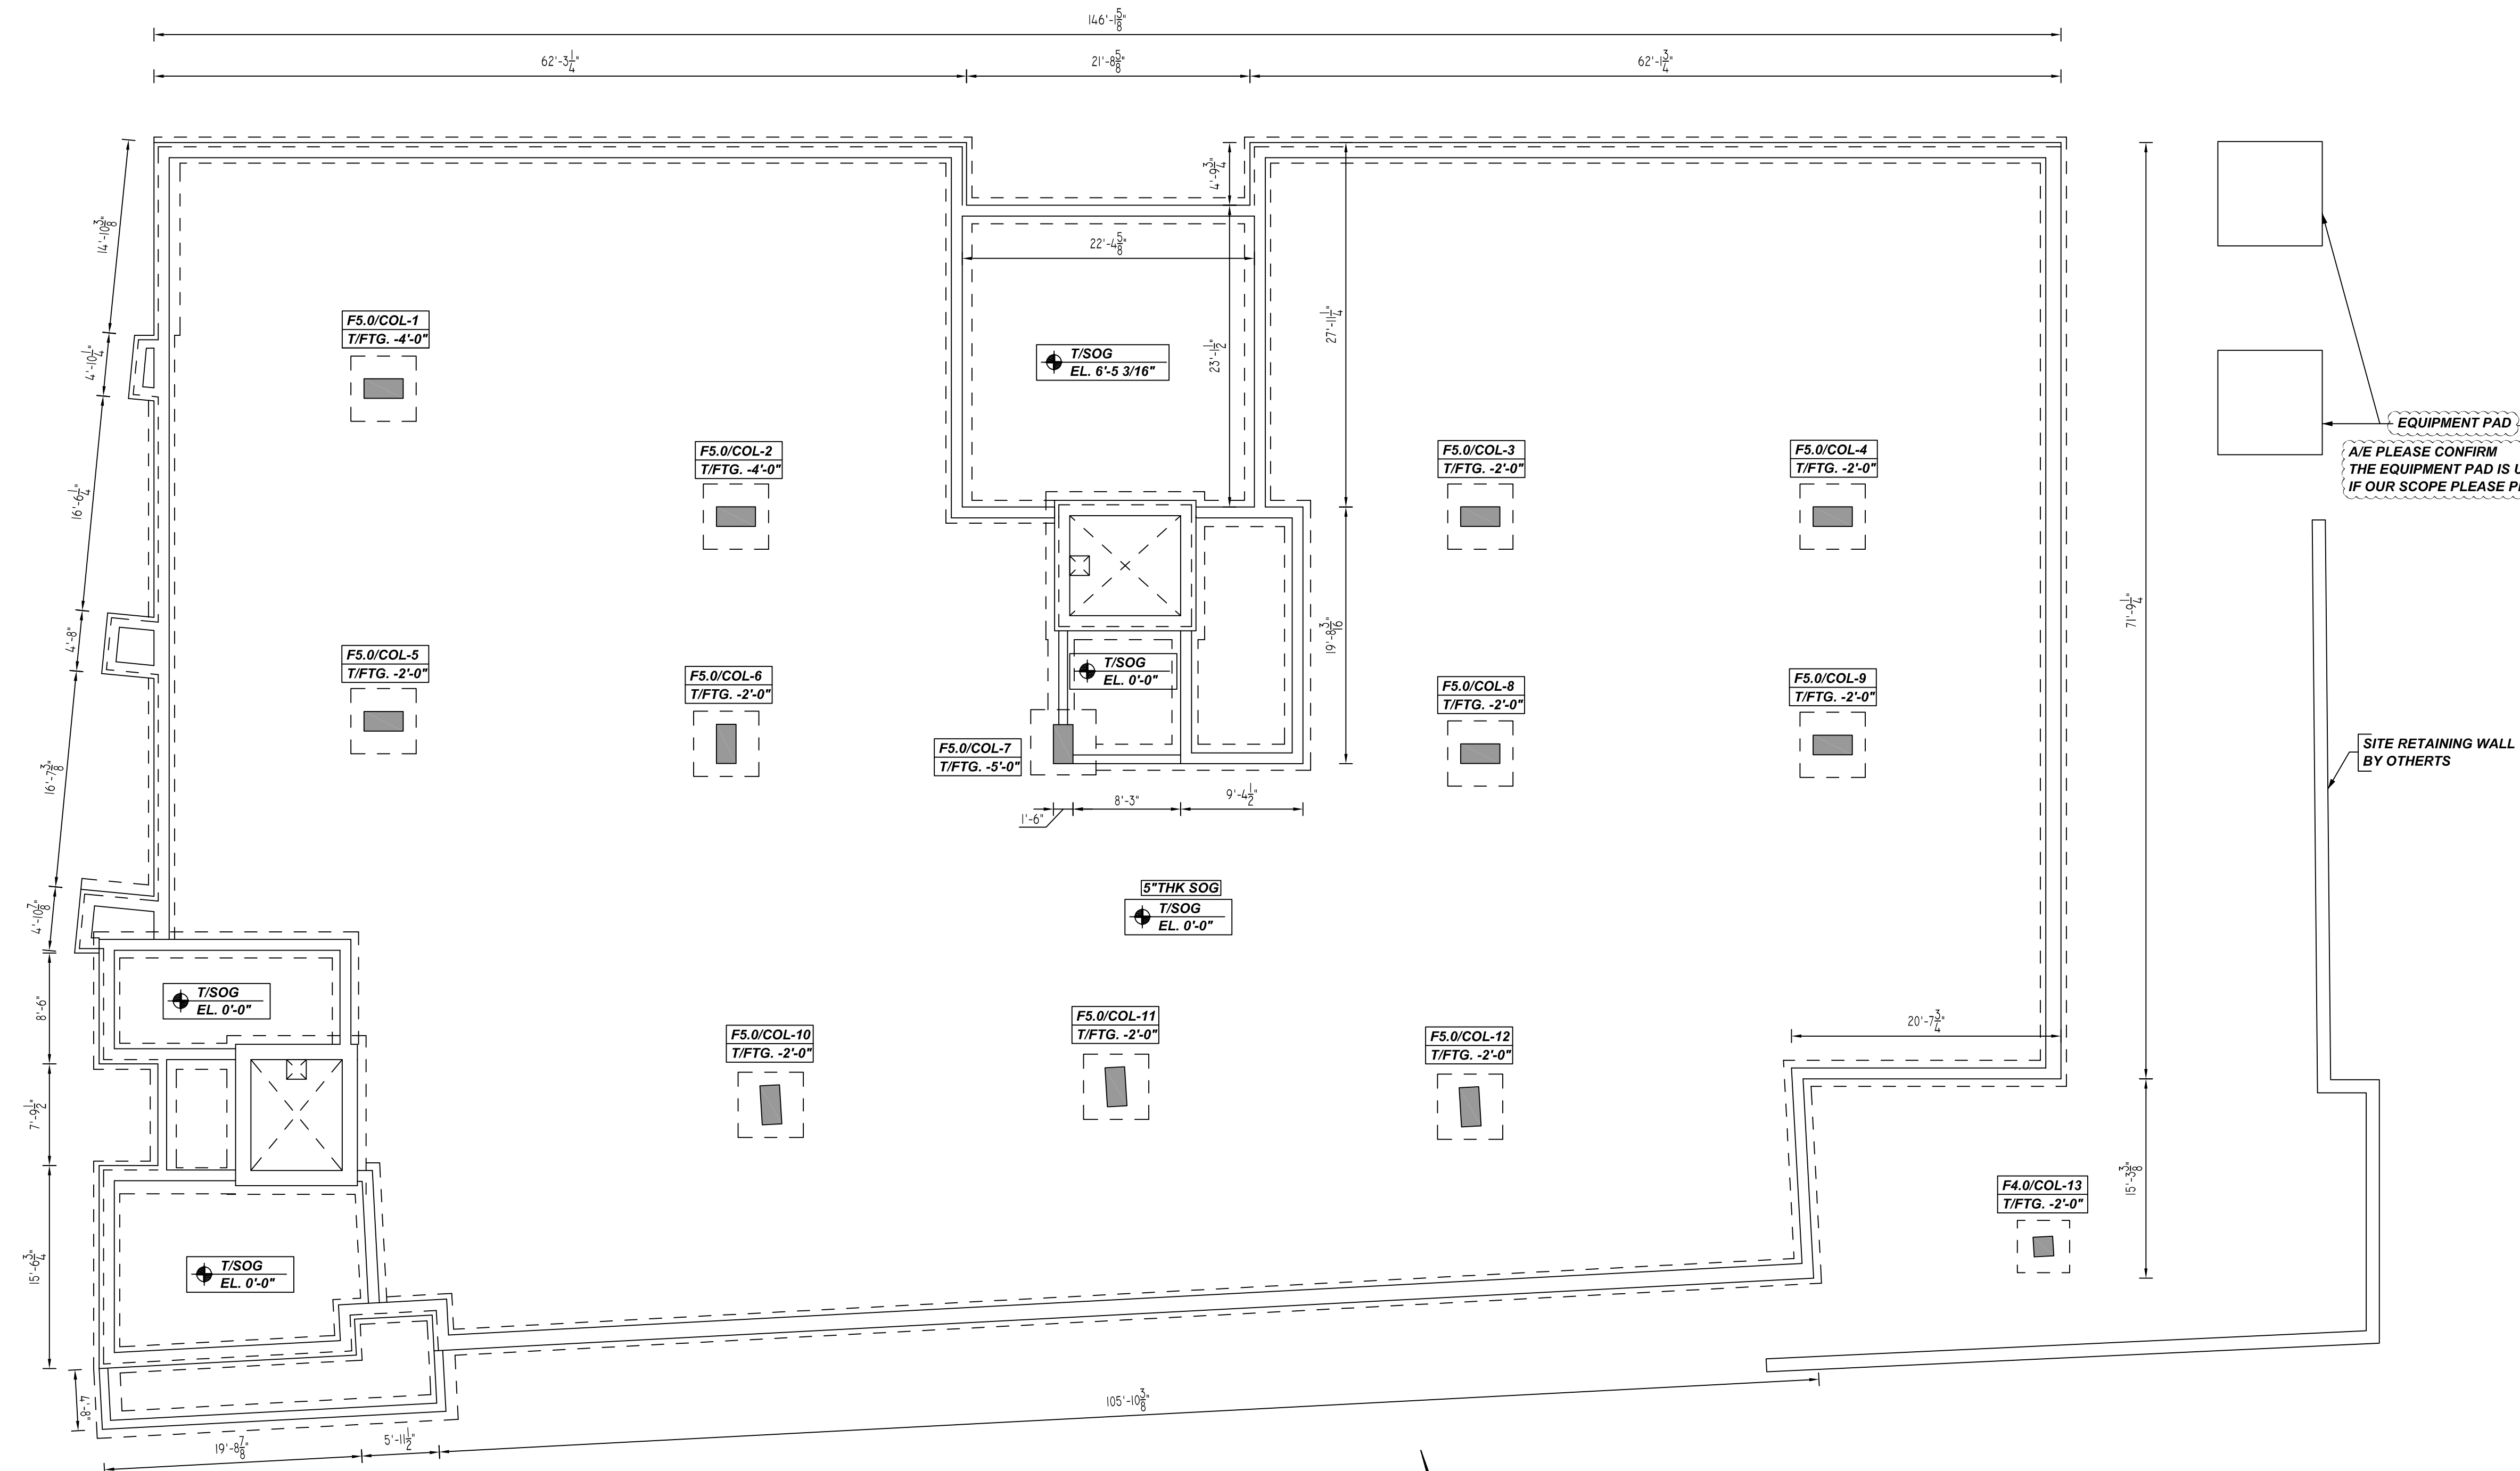 146'-1 5/8"
62'-3 1/4"
21'-8 5/8"
62'-1 3/4"
4'-9 3/4"
14'-10 3/8"
22'-4 5/8"
27'-11 1/4"
23'-1 1/2"
F5.0/COL-1
T/FTG. -4'-0"
4'-10 1/4"
T/SOG
EL. 6'-5 3/16"
EQUIPMENT PAD
A/E PLEASE CONFIRM
THE EQUIPMENT PAD IS
IF OUR SCOPE PLEASE
F5.0/COL-2
T/FTG. -4'-0"
F5.0/COL-3
T/FTG. -2'-0"
F5.0/COL-4
T/FTG. -2'-0"
16'-6 1/4"
4'-8"
19'-8 3/16"
71'-9 1/4"
F5.0/COL-5
T/FTG. -2'-0"
F5.0/COL-6
T/FTG. -2'-0"
T/SOG
EL. 0'-0"
F5.0/COL-8
T/FTG. -2'-0"
F5.0/COL-9
T/FTG. -2'-0"
F5.0/COL-7
T/FTG. -5'-0"
SITE RETAINING WALL
BY OTHERTS
16'-7 3/8"
8'-3"
9'-4 1/2"
1'-6"
5"THK SOG
T/SOG
EL. 0'-0"
4'-10 7/8"
8'-6"
T/SOG
EL. 0'-0"
F5.0/COL-10
T/FTG. -2'-0"
F5.0/COL-11
T/FTG. -2'-0"
F5.0/COL-12
T/FTG. -2'-0"
20'-7 3/4"
7'-9 1/2"
15'-3 3/8"
F4.0/COL-13
T/FTG. -2'-0"
15'-6 3/4"
T/SOG
EL. 0'-0"
4'-8"
105'-10 3/8"
19'-8 7/8"
5'-11 1/2"